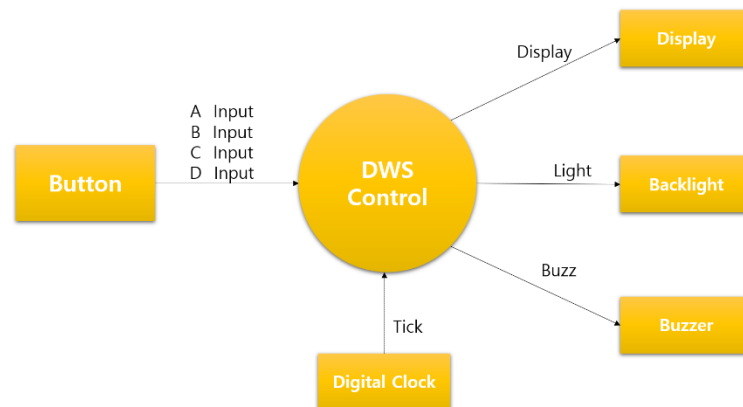 Display
Display
A Input
B Input
C Input
D Input
Button
DWS
Control
Light
Backlight
Buzz
Buzzer
Tick
Digital Clock